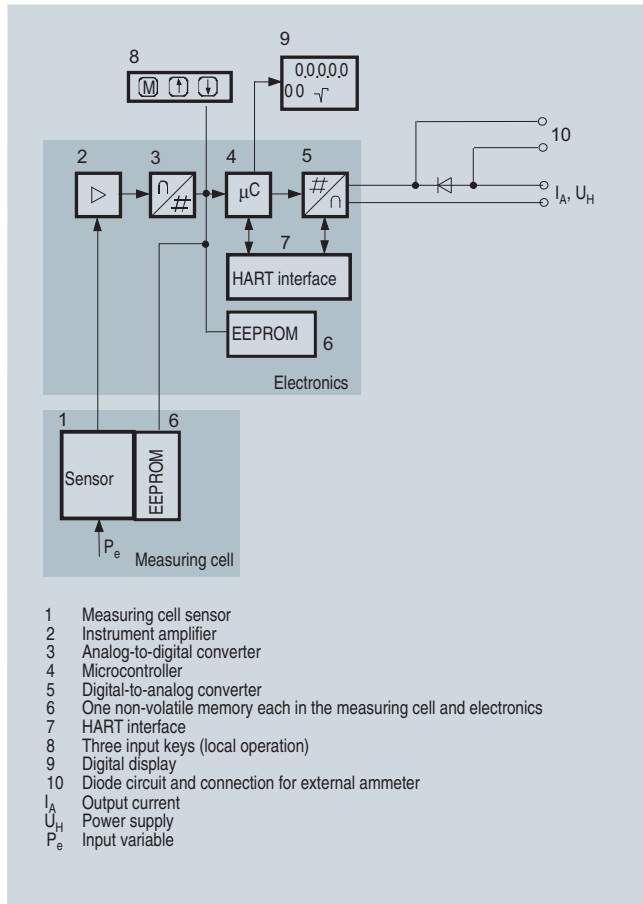 9
8
0.0.0.0.0
M ↑ ↓
0 0 √
2 3 4 5
10
▷ ∩ # µC # ∩
I_A, U_H
7
HART interface
EEPROM
6
Electronics
1 6
Sensor
EEPROM
P_e
Measuring cell
1 Measuring cell sensor
2 Instrument amplifier
3 Analog-to-digital converter
4 Microcontroller
5 Digital-to-analog converter
6 One non-volatile memory each in the measuring cell and electronics
7 HART interface
8 Three input keys (local operation)
9 Digital display
10 Diode circuit and connection for external ammeter
I_A Output current
U_H Power supply
P_e Input variable